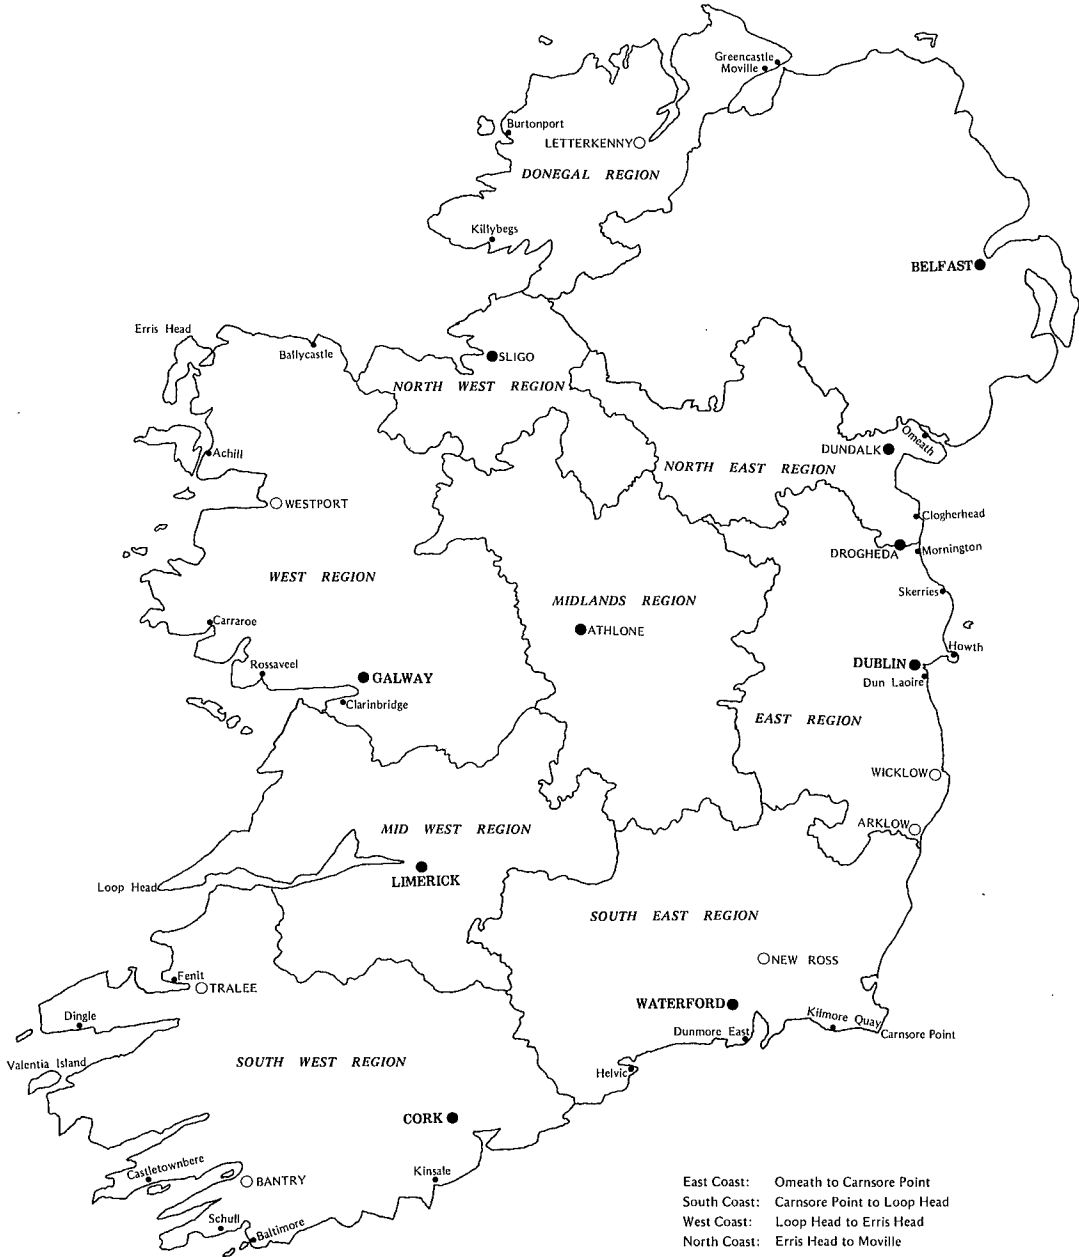 Greencastle
Moville
Burtonport
LETTERKENNY
DONEGAL REGION
Killybegs
BELFAST
Erris Head
Ballycastle
SLIGO
NORTH WEST REGION
Omeath
DUNDALK
Achill
NORTH EAST REGION
WESTPORT
Clogherhead
DROGHEDA
Mornington
WEST REGION
Skerries
MIDLANDS REGION
Carraroe
ATHLONE
Howth
Rossaveel
DUBLIN
GALWAY
Dun Laoire
Clarinbridge
EAST REGION
WICKLOW
ARKLOW
MID WEST REGION
LIMERICK
Loop Head
SOUTH EAST REGION
NEW ROSS
Fenit
TRALEE
WATERFORD
Dingle
Kilmore Quay
Dunmore East
Carnsore Point
Valentia Island
SOUTH WEST REGION
Helvic
CORK
Castletownbere
Kinsale
BANTRY
Schull
Baltimore
East Coast: Omeath to Carnsore Point
South Coast: Carnsore Point to Loop Head
West Coast: Loop Head to Erris Head
North Coast: Erris Head to Moville